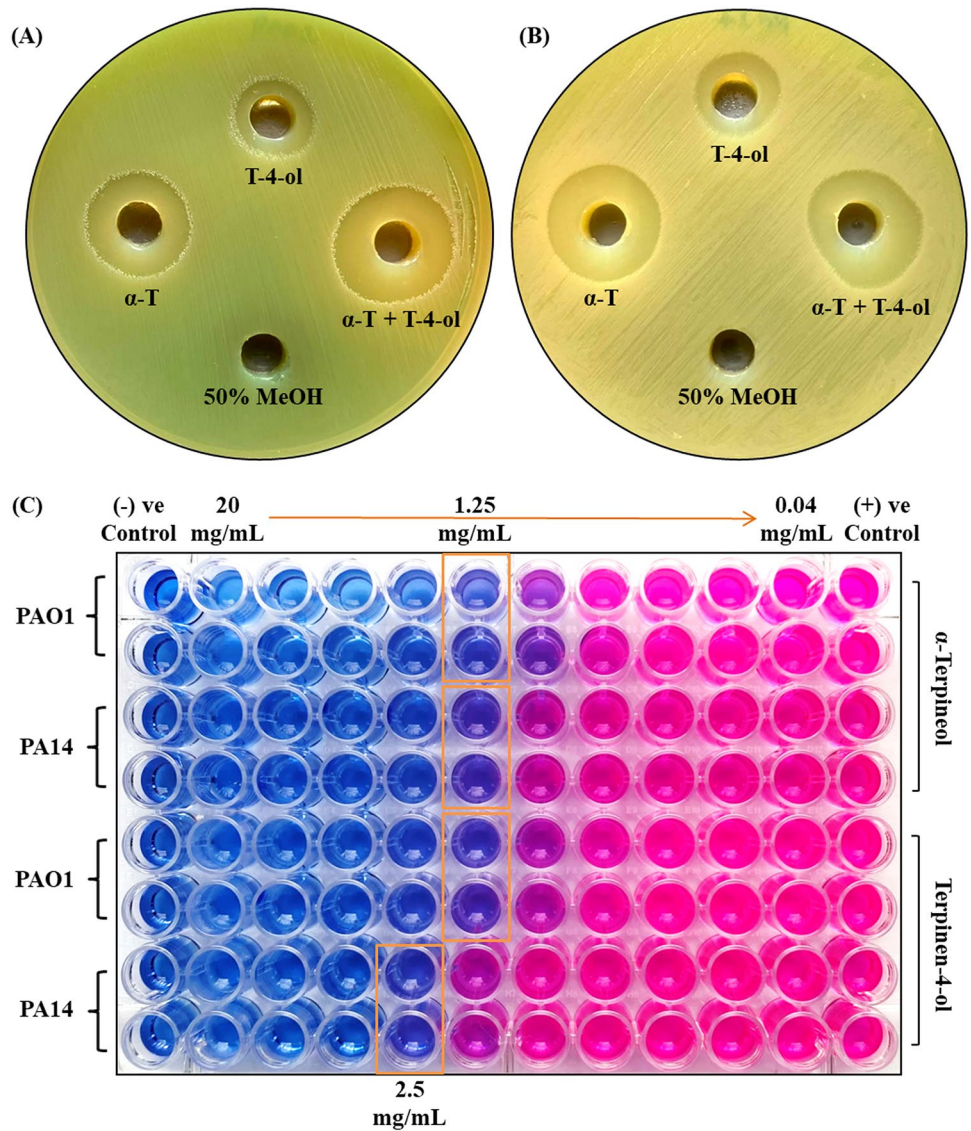 (A)
T-4-ol
α-T
α-T + T-4-ol
50% MeOH
(B)
T-4-ol
α-T
α-T + T-4-ol
50% MeOH
(C)
(-) ve
Control
20
mg/mL
1.25
mg/mL
0.04
mg/mL
(+) ve
Control
PAO1
PA14
PAO1
PA14
α-Terpineol
Terpinen-4-ol
2.5
mg/mL